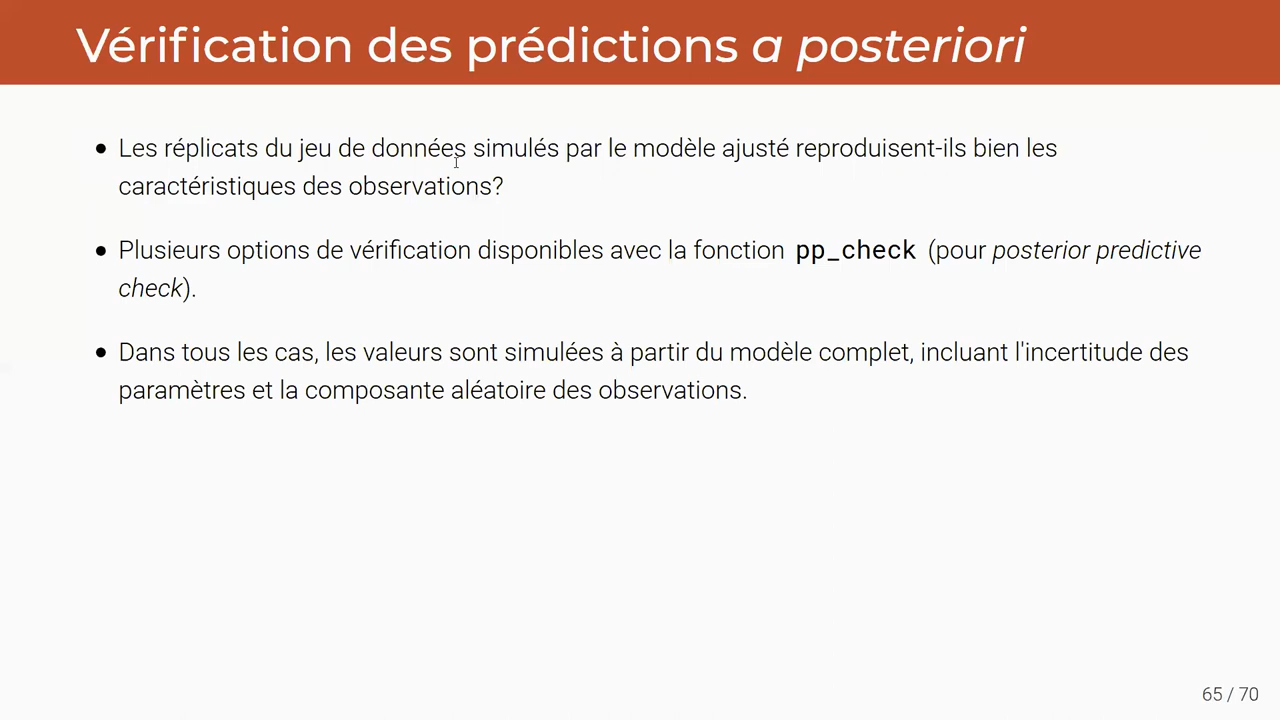 Vérification des prédictions a posteriori
• Les réplicats du jeu de données simulés par le modèle ajusté reproduisent-ils bien les
caractéristiques des observations?
• Plusieurs options de vérification disponibles avec la fonction pp_check (pour posterior predictive
check).
• Dans tous les cas, les valeurs sont simulées à partir du modèle complet, incluant l'incertitude des
paramètres et la composante aléatoire des observations.
65 / 70